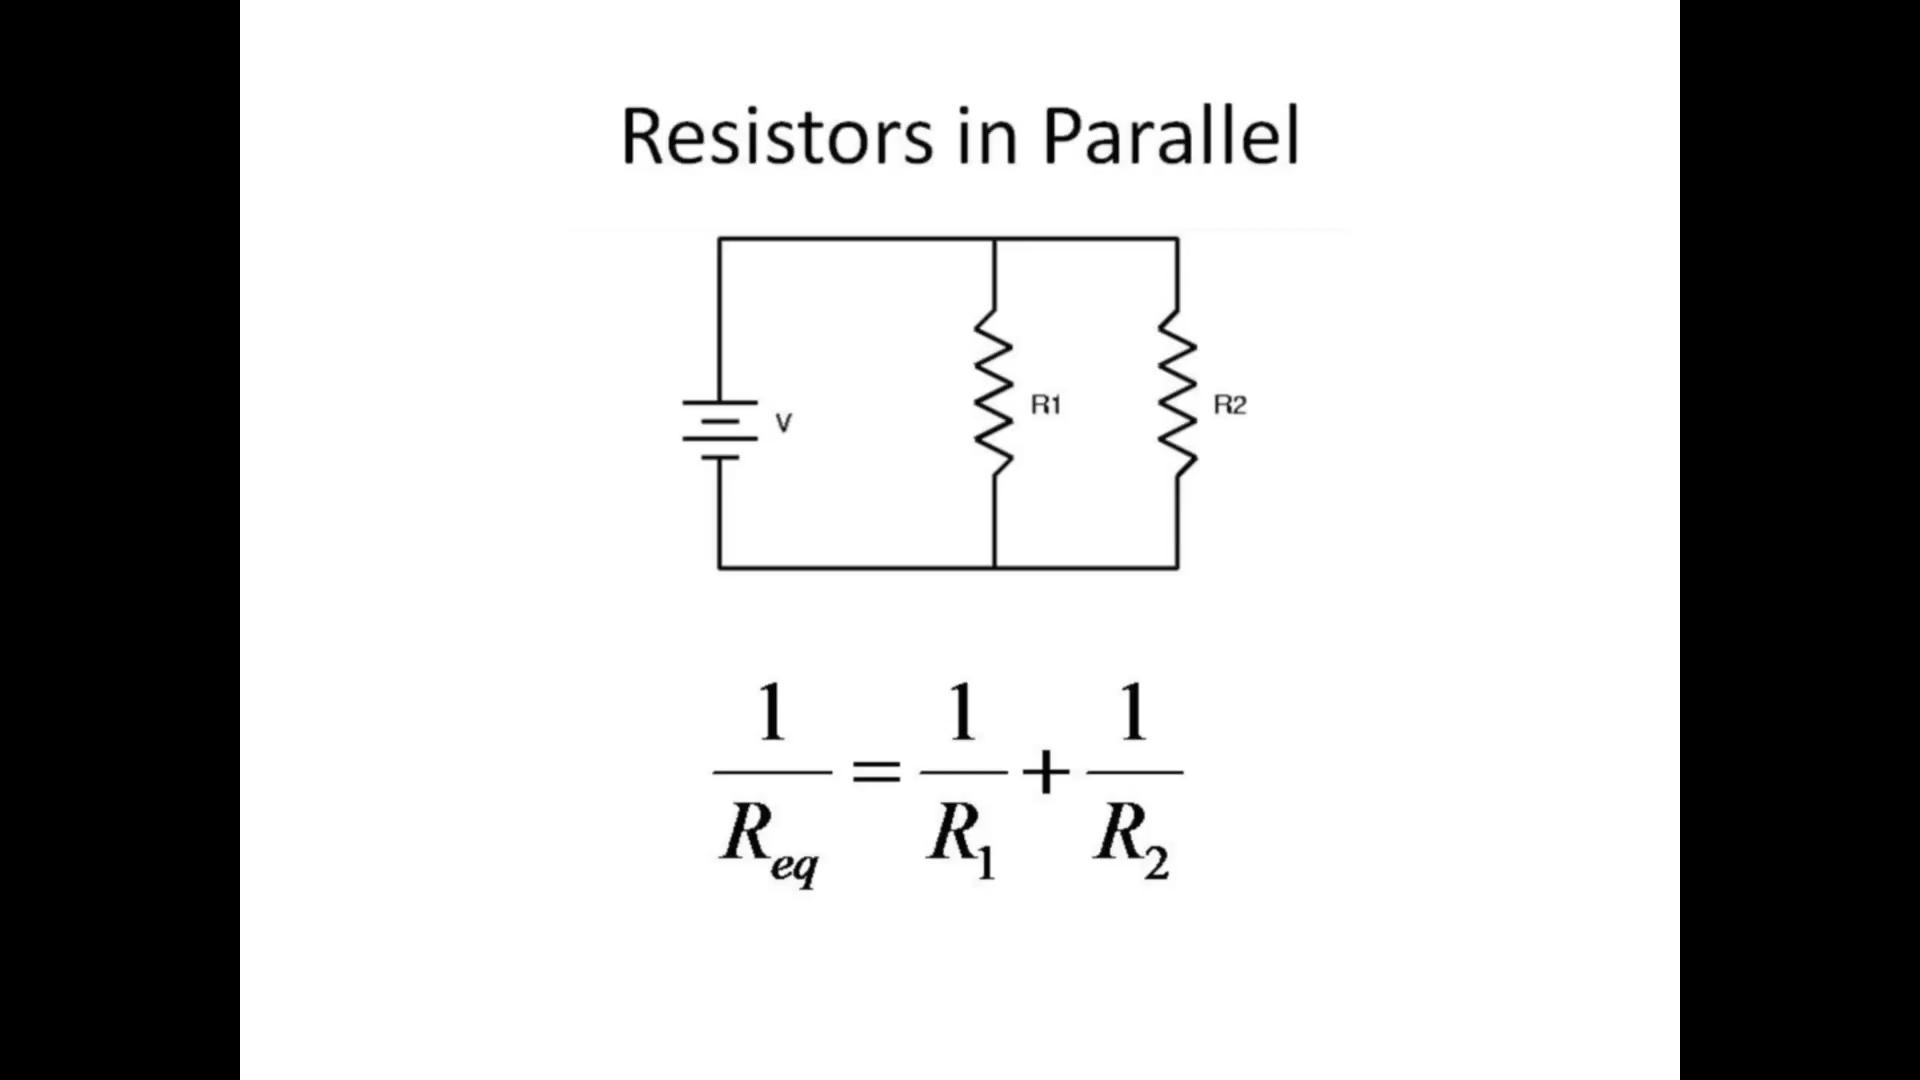 Resistors in Parallel
V
R1
R2
1/R_eq = 1/R_1 + 1/R_2